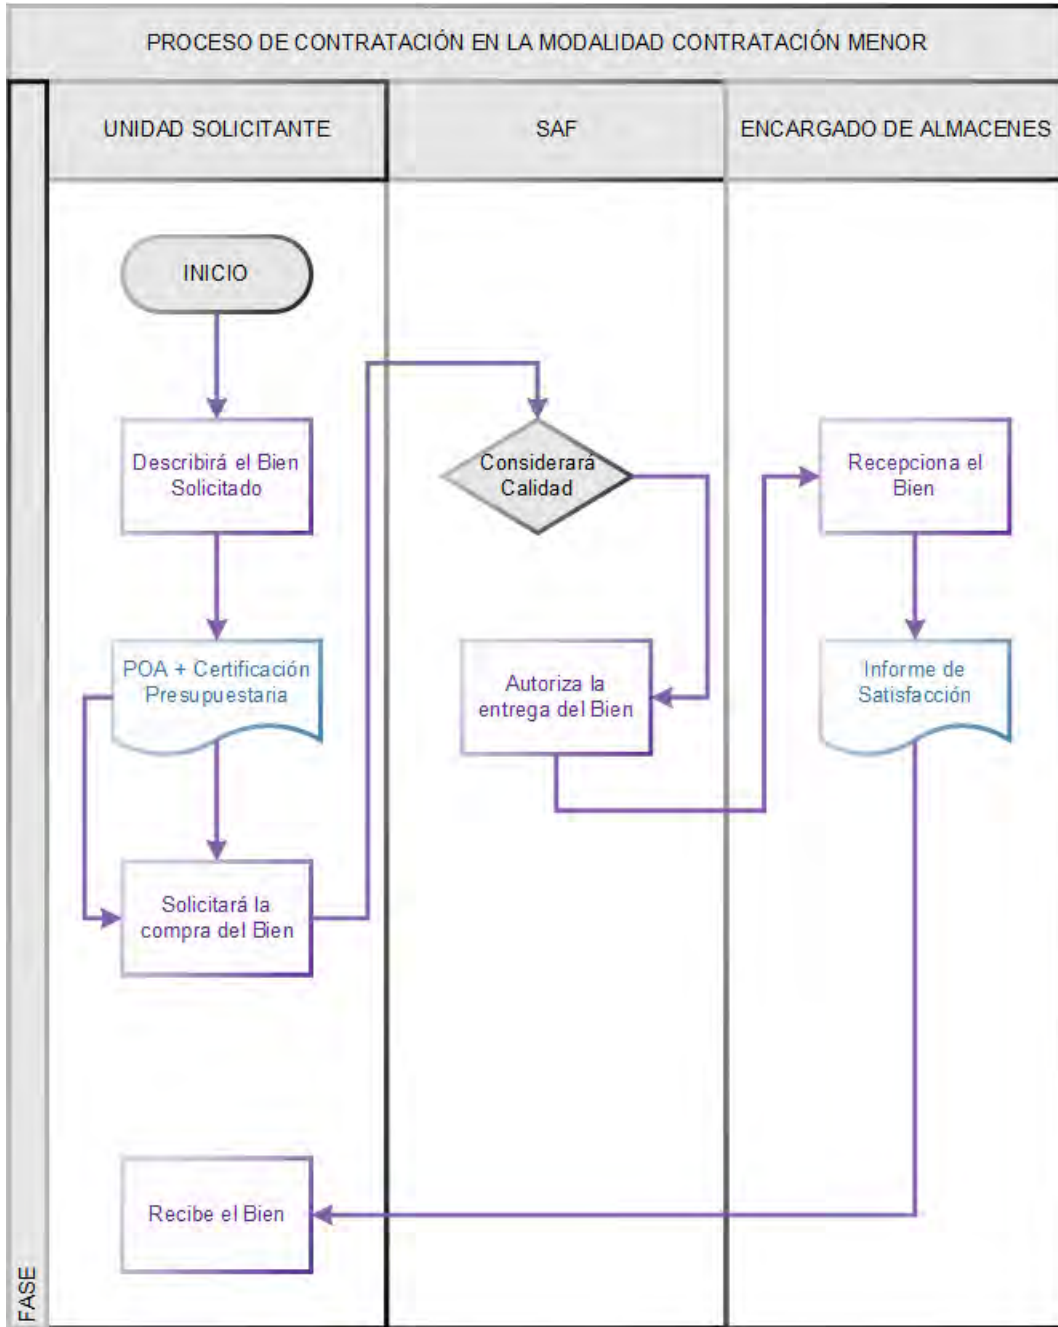 PROCESO DE CONTRATACIÓN EN LA MODALIDAD CONTRATACIÓN MENOR
UNIDAD SOLICITANTE
SAF
ENCARGADO DE ALMACENES
INICIO
Describirá el Bien
Solicitado
POA + Certificación
Presupuestaria
Solicitará la
compra del Bien
Considerará
Calidad
Autoriza la
entrega del Bien
Recepciona el
Bien
Informe de
Satisfacción
Recibe el Bien
FASE